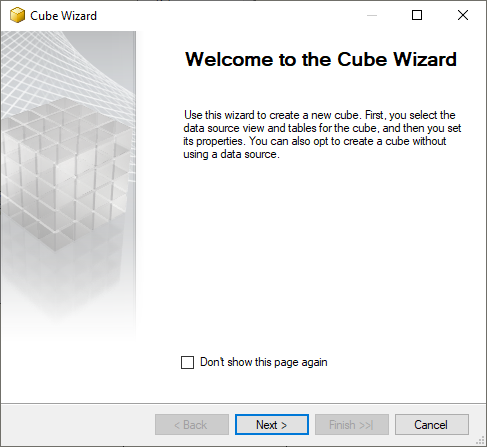 Cube Wizard
Welcome to the Cube Wizard
Use this wizard to create a new cube. First, you select the
data source view and tables for the cube, and then you set
its properties. You can also opt to create a cube without
using a data source.
Don't show this page again
< Back
Next >
Finish >>|
Cancel